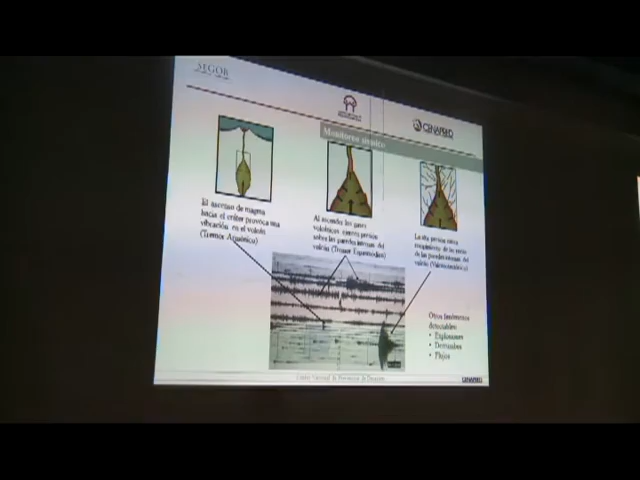 SEGOB
CENAPRED
Monitoreo sísmico
El ascenso de magma
hacia el cráter provoca una
vibración en el volcán
(Tremor Armónico)
Al ascender los gases
volcánicos ejercen presión
sobre las paredes internas del
volcán (Tremor Espasmódico)
La alta presión causa
rompimiento de las rocas
de las paredes internas del
volcán
Otros fenómenos
detectables:
• Explosiones
• Derrumbes
• Flujos
Centro Nacional de Prevención de Desastres
CENAPRED